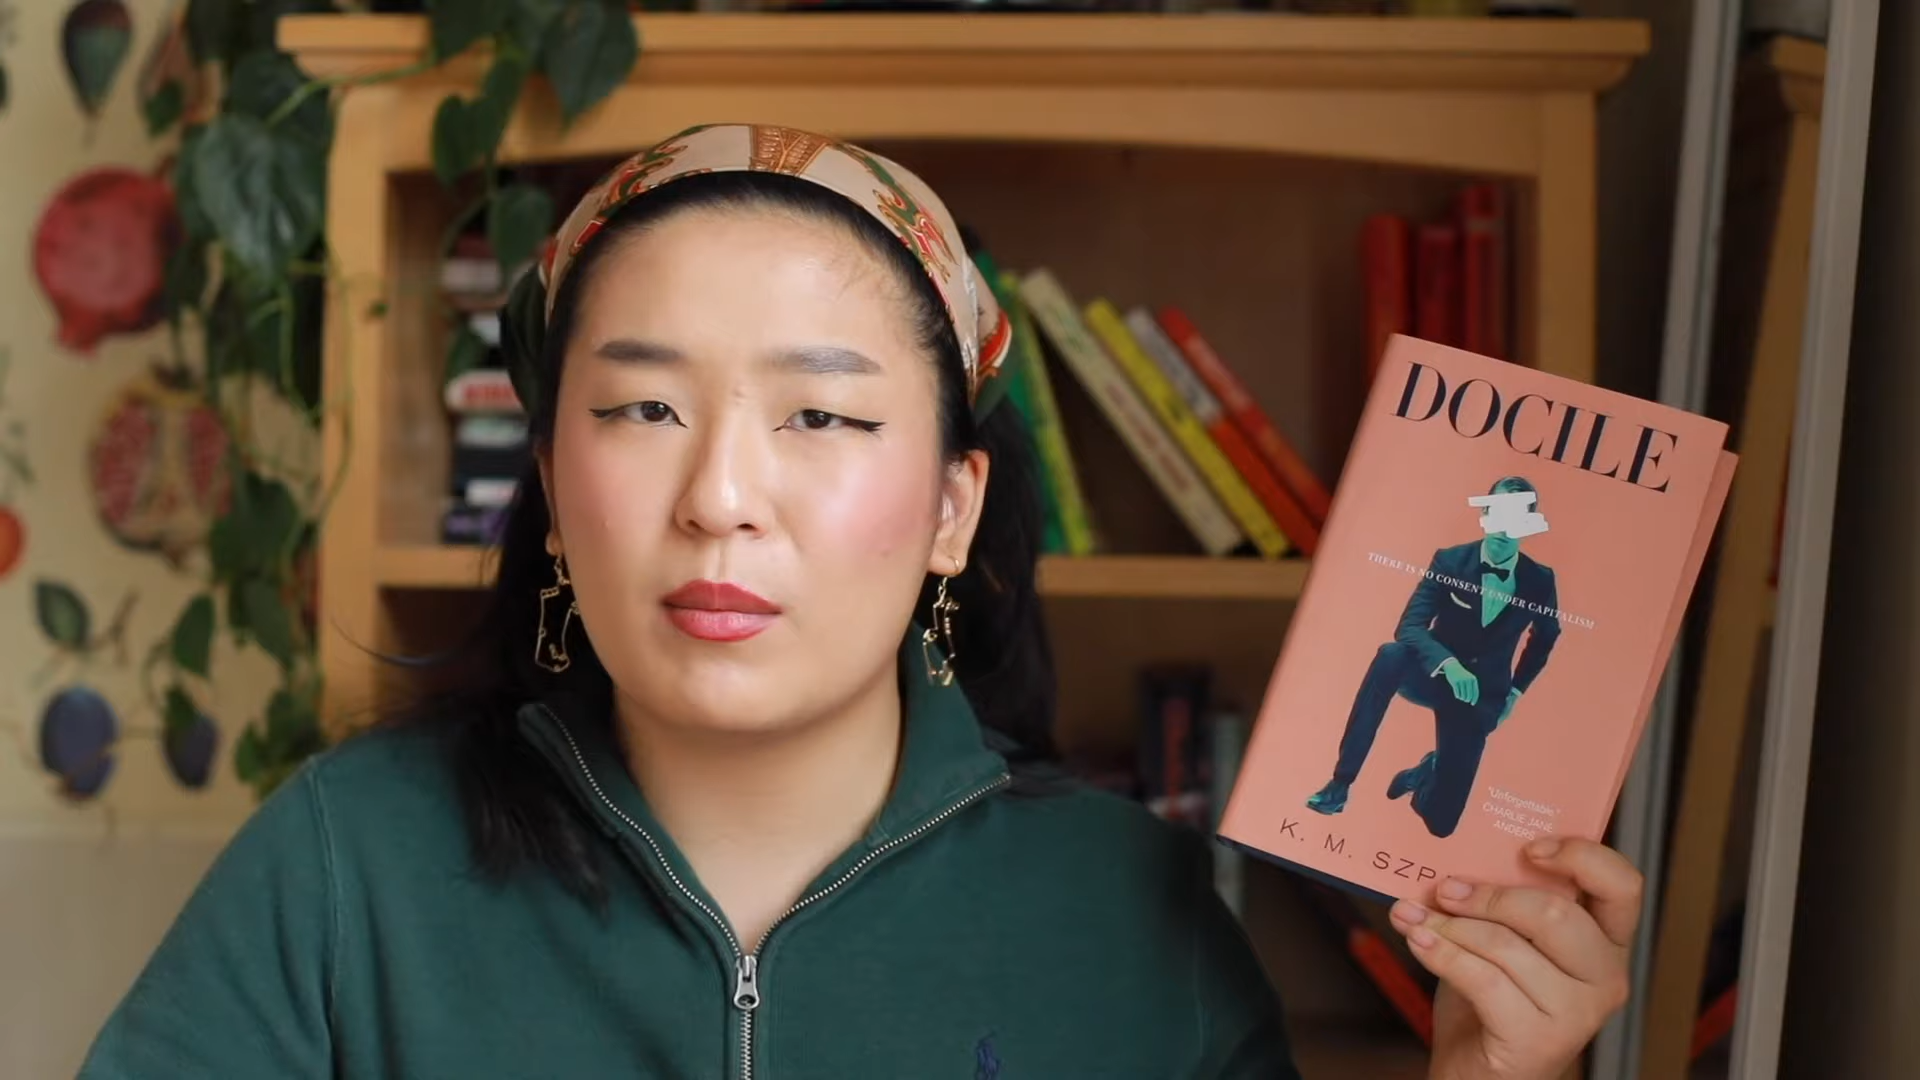 DOCILE
THERE IS NO CONSENT UNDER CAPITALISM
"Unforgettable."
CHARLIE JANE
ANDERS
K. M. SZP